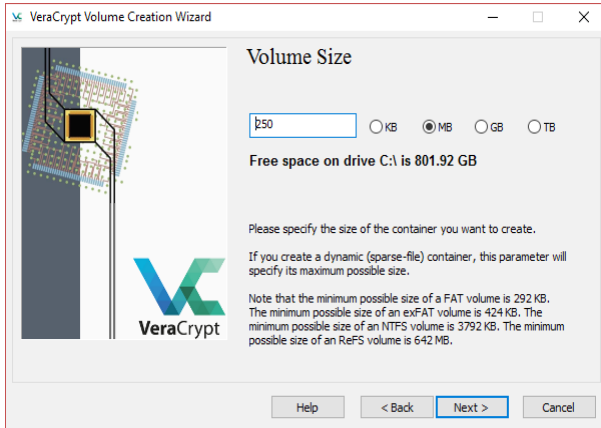 VeraCrypt Volume Creation Wizard
Volume Size
250
KB
MB
GB
TB
Free space on drive C:\ is 801.92 GB
Please specify the size of the container you want to create.
If you create a dynamic (sparse-file) container, this parameter will
specify its maximum possible size.
Note that the minimum possible size of a FAT volume is 292 KB.
The minimum possible size of an exFAT volume is 424 KB. The
minimum possible size of an NTFS volume is 3792 KB. The minimum
possible size of an ReFS volume is 642 MB.
VeraCrypt
Help
< Back
Next >
Cancel